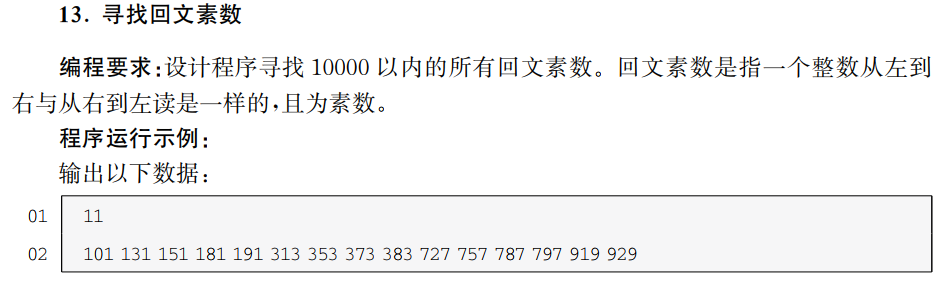 13. 寻找回文素数
编程要求:设计程序寻找 10000 以内的所有回文素数。回文素数是指一个整数从左到
右与从右到左读是一样的,且为素数。
程序运行示例:
输出以下数据:
01 11
02 101 131 151 181 191 313 353 373 383 727 757 787 797 919 929